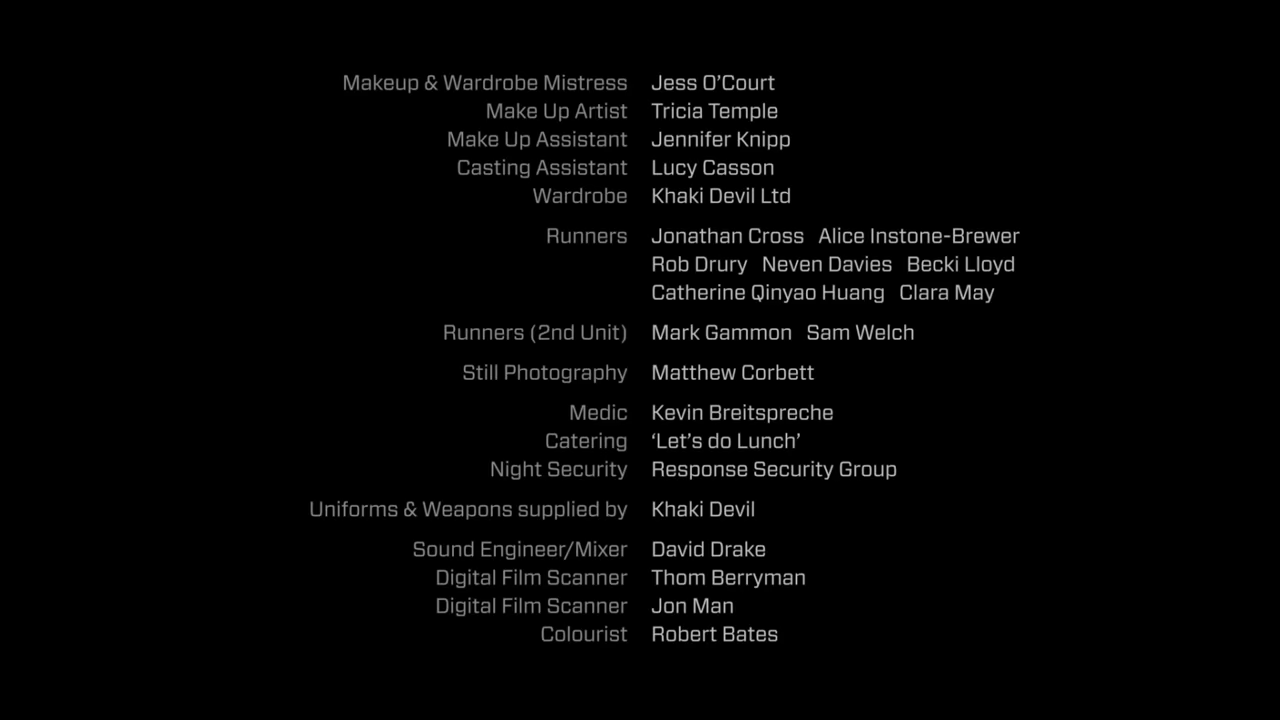 Makeup & Wardrobe Mistress Jess O’Court
Make Up Artist Tricia Temple
Make Up Assistant Jennifer Knipp
Casting Assistant Lucy Casson
Wardrobe Khaki Devil Ltd
Runners Jonathan Cross Alice Instone-Brewer
Rob Drury Neven Davies Becki Lloyd
Catherine Qinyao Huang Clara May
Runners (2nd Unit) Mark Gammon Sam Welch
Still Photography Matthew Corbett
Medic Kevin Breitspreche
Catering ‘Let’s do Lunch’
Night Security Response Security Group
Uniforms & Weapons supplied by Khaki Devil
Sound Engineer/Mixer David Drake
Digital Film Scanner Thom Berryman
Digital Film Scanner Jon Man
Colourist Robert Bates